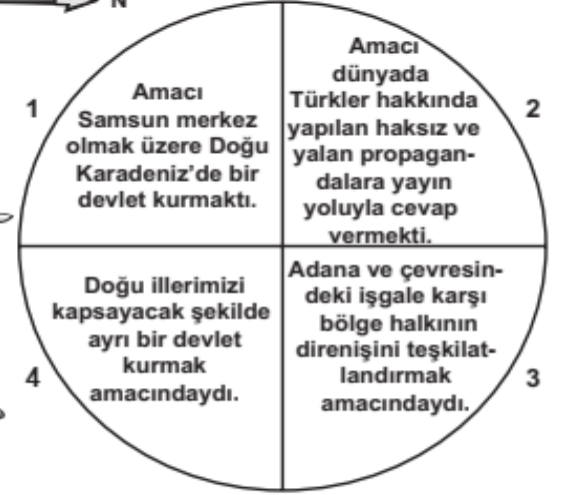 N
1
Amacı
Samsun merkez
olmak üzere Doğu
Karadeniz'de bir
devlet kurmaktı.
Amacı
dünyada
Türkler hakkında
yapılan haksız ve
yalan propagan-
dalara yayın
yoluyla cevap
vermekti.
2
Doğu illerimizi
kapsayacak şekilde
ayrı bir devlet
kurmak
amacındaydı.
4
Adana ve çevresin-
deki işgale karşı
bölge halkının
direnişini teşkilat-
landırmak
amacındaydı.
3